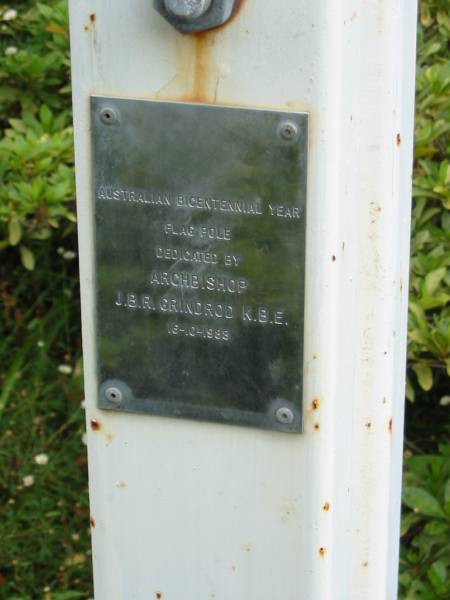 AUSTRALIAN BICENTENNIAL YEAR
FLAG POLE
DEDICATED BY
ARCHBISHOP
J.B.R. GRINDROD K.B.E.
16-10-1988